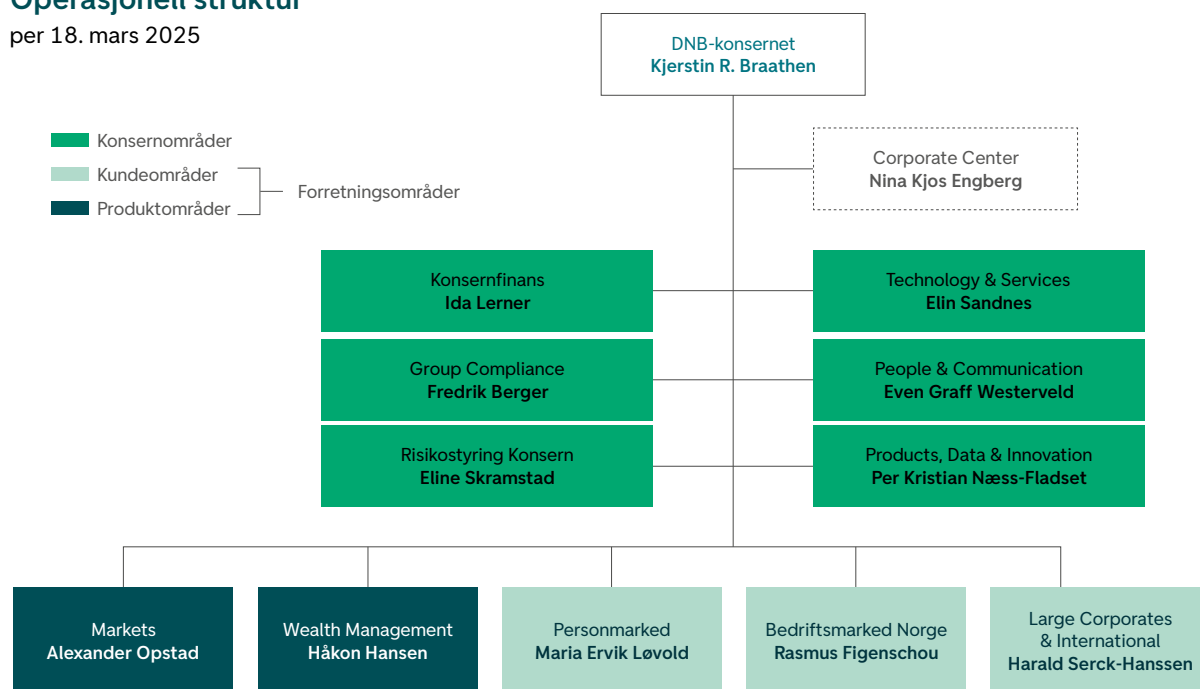 Operasjonell struktur
per 18. mars 2025
DNB-konsernet
Kjerstin R. Braathen
Konsernområder
Kundeområder
Produktområder
Forretningsområder
Corporate Center
Nina Kjos Engberg
Konsernfinans
Ida Lerner
Technology & Services
Elin Sandnes
Group Compliance
Fredrik Berger
People & Communication
Even Graff Westerveld
Risikostyring Konsern
Eline Skramstad
Products, Data & Innovation
Per Kristian Næss-Fladset
Markets
Alexander Opstad
Wealth Management
Håkon Hansen
Personmarked
Maria Ervik Løvold
Bedriftsmarked Norge
Rasmus Figenschou
Large Corporates
& International
Harald Serck-Hanssen